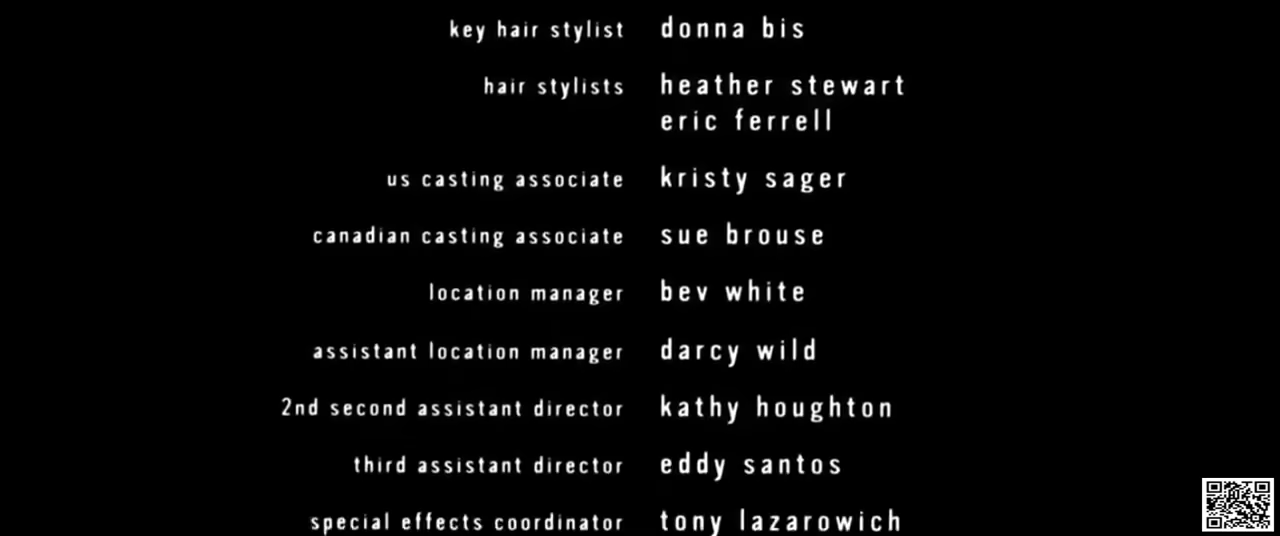 key hair stylist donna bis
hair stylists heather stewart
eric ferrell
us casting associate kristy sager
canadian casting associate sue brouse
location manager bev white
assistant location manager darcy wild
2nd second assistant director kathy houghton
third assistant director eddy santos
special effects coordinator tony lazarowich